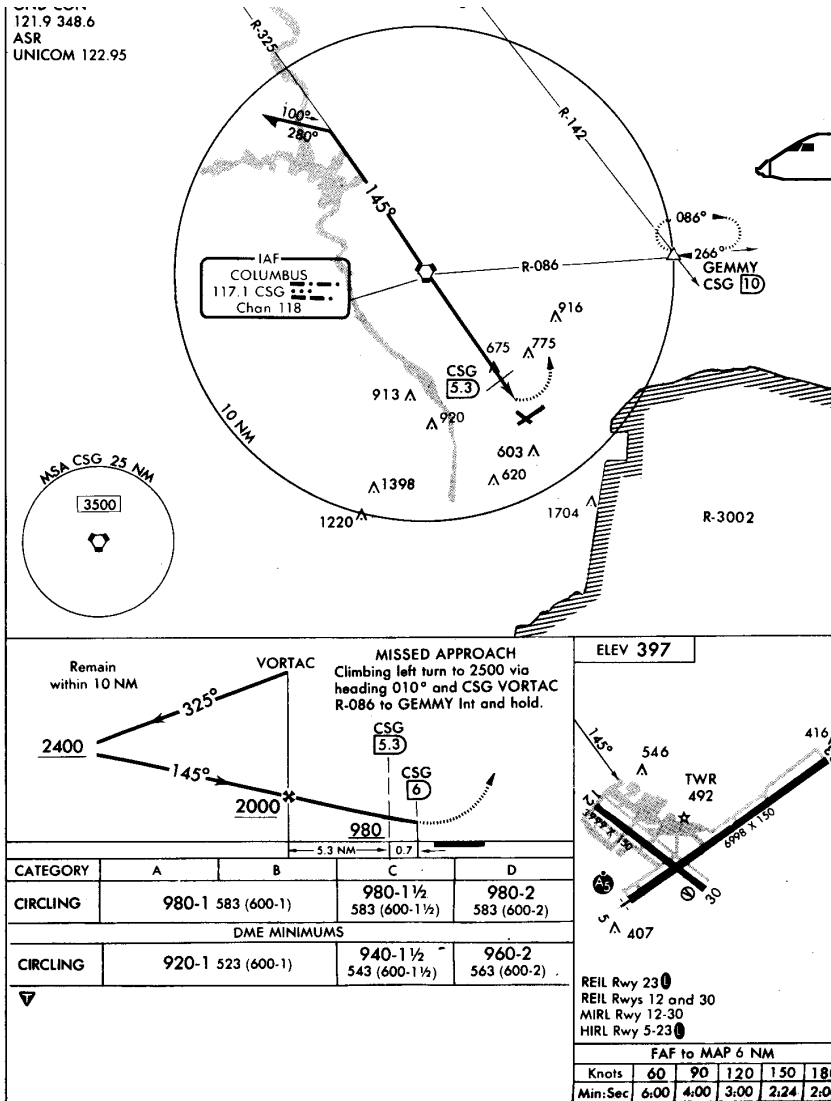 121.9 348.6
ASR
UNICOM 122.95
R-325
100°
280°
145°
R-142
086°
266°
GEMMY
CSG 10
R-086
IAF
COLUMBUS
117.1 CSG
Chan 118
916
675
775
CSG
5.3
913
920
10 NM
603
620
1398
1220
1704
R-3002
MSA CSG 25 NM
3500
Remain
within 10 NM
VORTAC
MISSED APPROACH
Climbing left turn to 2500 via
heading 010° and CSG VORTAC
R-086 to GEMMY Int and hold.
325°
2400
145°
2000
CSG
5.3
CSG
6
980
5.3 NM 0.7
ELEV 397
145°
546
416
TWR
492
12
3999 X 150
6998 X 150
A5
V
30
5
407
REIL Rwy 23 L
REIL Rwys 12 and 30
MIRL Rwy 12-30
HIRL Rwy 5-23 L
CATEGORY A B C D
CIRCLING 980-1 583 (600-1) 980-1½ 583 (600-1½) 980-2 583 (600-2)
DME MINIMUMS
CIRCLING 920-1 523 (600-1) 940-1½ 543 (600-1½) 960-2 563 (600-2)
T
FAF to MAP 6 NM
Knots 60 90 120 150
Min:Sec 6:00 4:00 3:00 2:24